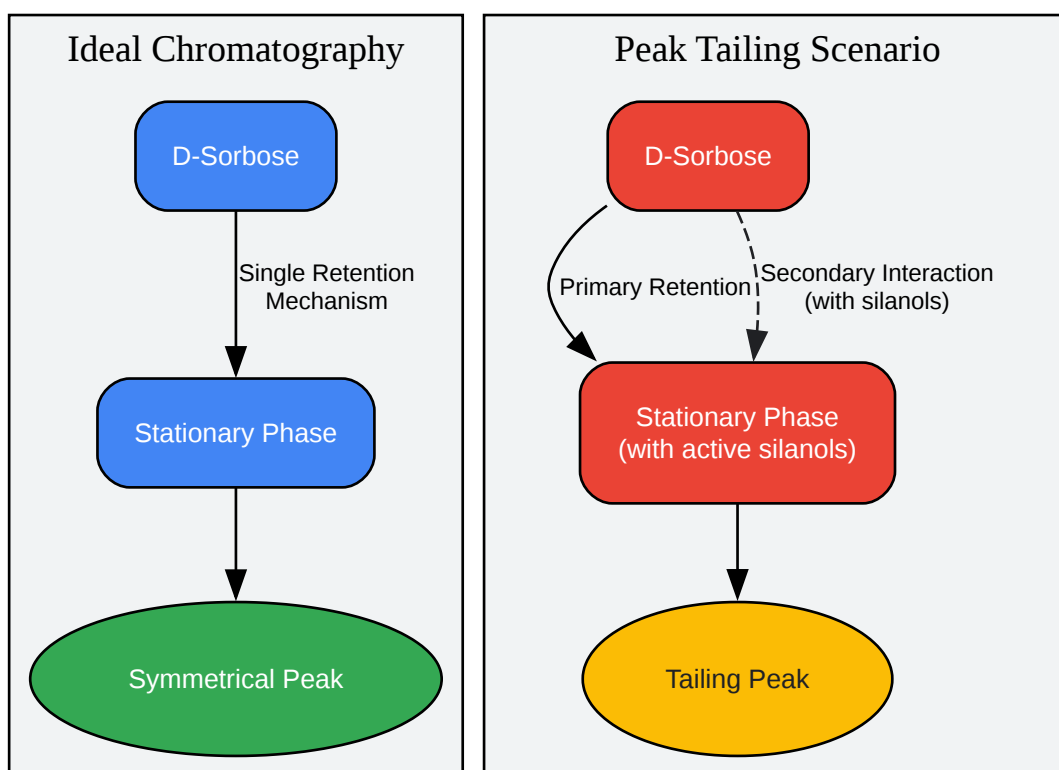 Ideal Chromatography
D-Sorbose
Single Retention
Mechanism
Stationary Phase
Symmetrical Peak
Peak Tailing Scenario
D-Sorbose
Primary Retention
Secondary Interaction
(with silanols)
Stationary Phase
(with active silanols)
Tailing Peak